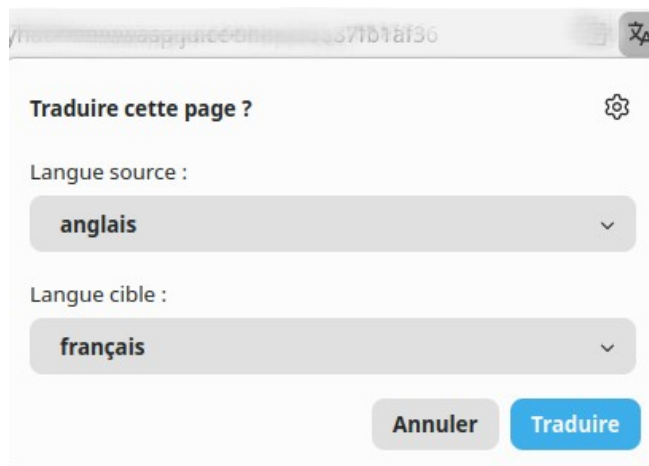 Traduire cette page ?
Langue source :
anglais
Langue cible :
français
Annuler Traduire